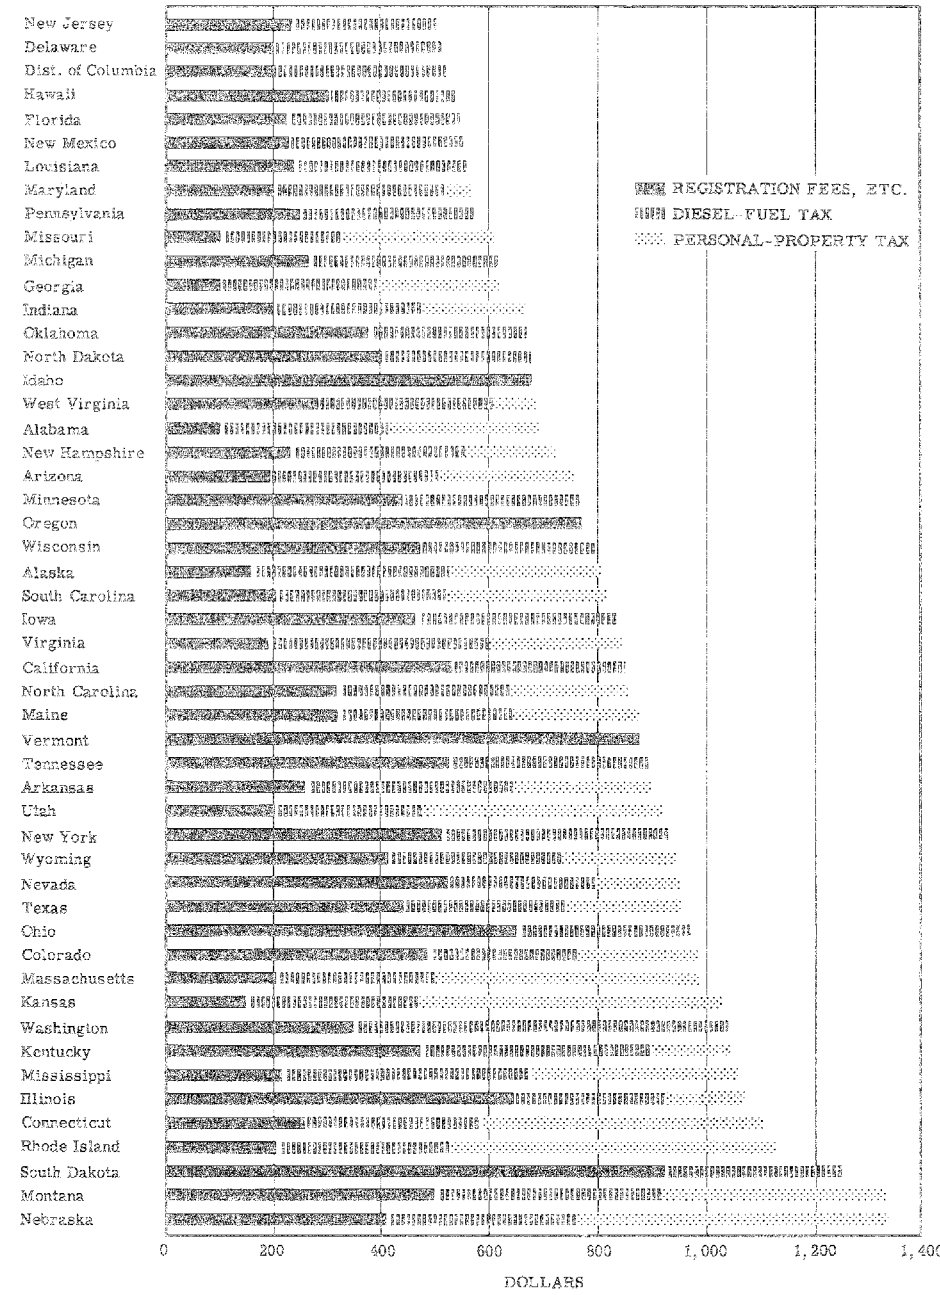 New Jersey
Delaware
Dist. of Columbia
Hawaii
Florida
New Mexico
Louisiana
Maryland
REGISTRATION FEES, ETC.
Pennsylvania
DIESEL-FUEL TAX
Missouri
PERSONAL-PROPERTY TAX
Michigan
Georgia
Indiana
Oklahoma
North Dakota
Idaho
West Virginia
Alabama
New Hampshire
Arizona
Minnesota
Oregon
Wisconsin
Alaska
South Carolina
Iowa
Virginia
California
North Carolina
Maine
Vermont
Tennessee
Arkansas
Utah
New York
Wyoming
Nevada
Texas
Ohio
Colorado
Massachusetts
Kansas
Washington
Kentucky
Mississippi
Illinois
Connecticut
Rhode Island
South Dakota
Montana
Nebraska
0 200 400 600 800 1,000 1,200 1,400
DOLLARS